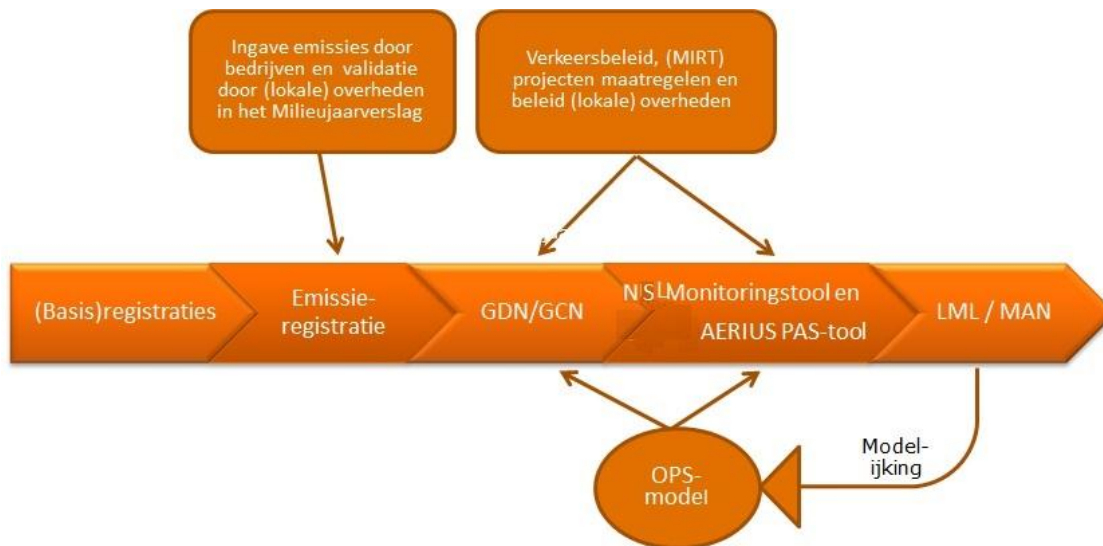 Ingave emissies door
bedrijven en validatie
door (lokale) overheden
in het Milieujaarverslag
Verkeersbeleid, (MIRT)
projecten maatregelen en
beleid (lokale) overheden
(Basis)registraties
Emissie-
registratie
GDN/GCN
NSL Monitoringstool en
AERIUS PAS-tool
LML / MAN
OPS-
model
Model-
ijking